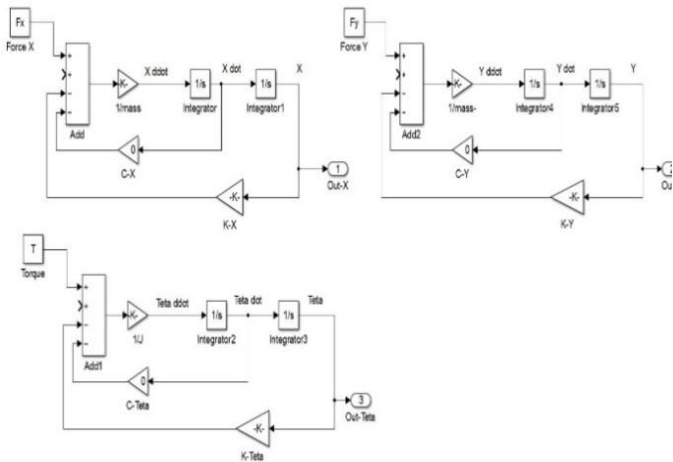 Fx
Force X
+
+
−
−
Add
K-
1/mass
X ddot
1/s
Integrator
X dot
1/s
Integrator1
X
0
C-X
-K-
K-X
1
Out-X
Fy
Force Y
+
+
−
−
Add2
K-
1/mass-
Y ddot
1/s
Integrator4
Y dot
1/s
Integrator5
Y
0
C-Y
-K-
K-Y
2
Out
T
Torque
+
+
−
−
Add1
K-
1/J
Teta ddot
1/s
Integrator2
Teta dot
1/s
Integrator3
Teta
0
C-Teta
-K-
K-Teta
3
Out-Teta